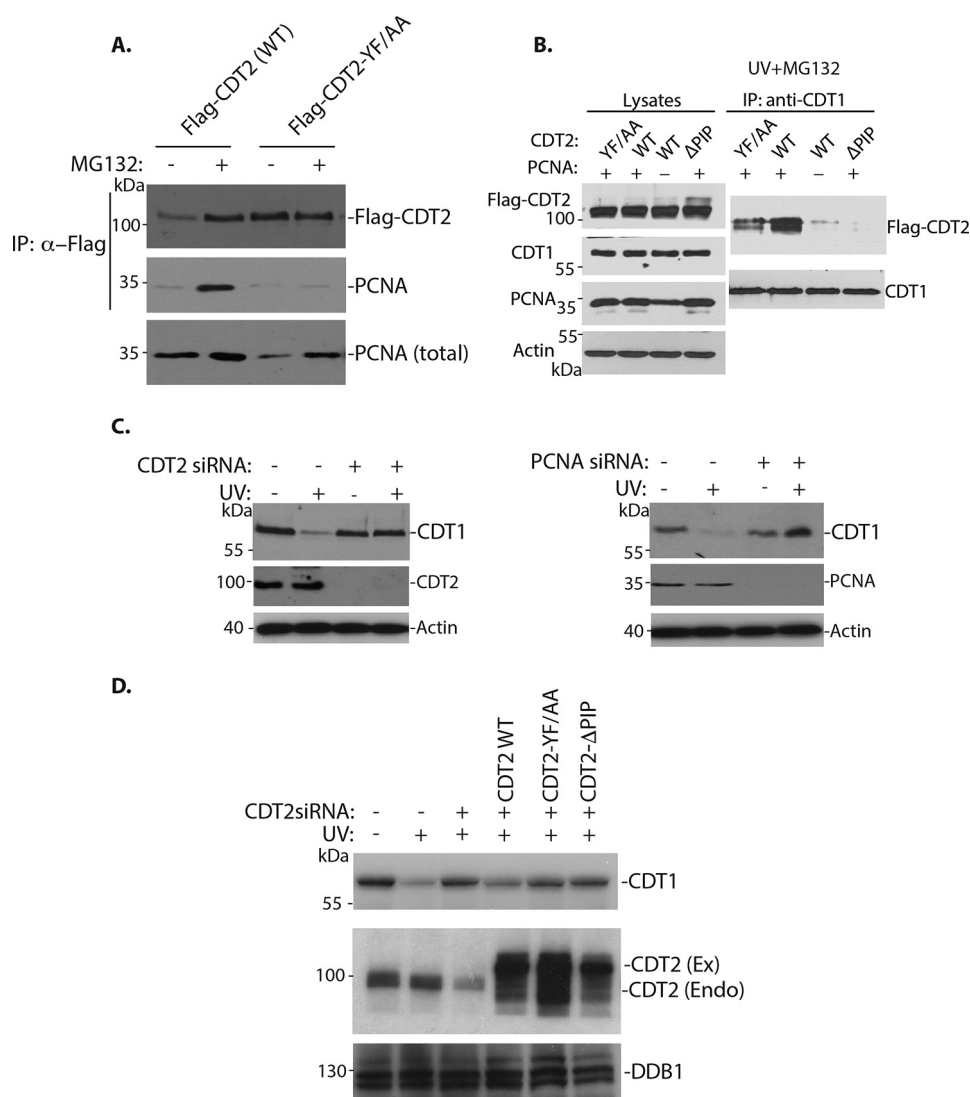 A.
Flag-CDT2 (WT)
Flag-CDT2-YF/AA
MG132: - + - +
kDa
IP: α–Flag
100
-Flag-CDT2
35
-PCNA
35
-PCNA (total)
B.
UV+MG132
Lysates
IP: anti-CDT1
CDT2: YF/AA WT WT ΔPIP YF/AA WT WT ΔPIP
PCNA: + + – + + + – +
Flag-CDT2
100
Flag-CDT2
CDT1
55
CDT1
PCNA
35
55
Actin
kDa
C.
CDT2 siRNA: - - + +
UV: - + - +
kDa
-CDT1
55
100
-CDT2
40
-Actin
PCNA siRNA: - - + +
UV: - + - +
kDa
-CDT1
55
35
-PCNA
40
-Actin
D.
CDT2 WT
CDT2-YF/AA
CDT2-ΔPIP
CDT2siRNA: - - + + + +
UV: - + + + + +
kDa
-CDT1
55
100
-CDT2 (Ex)
-CDT2 (Endo)
130
-DDB1